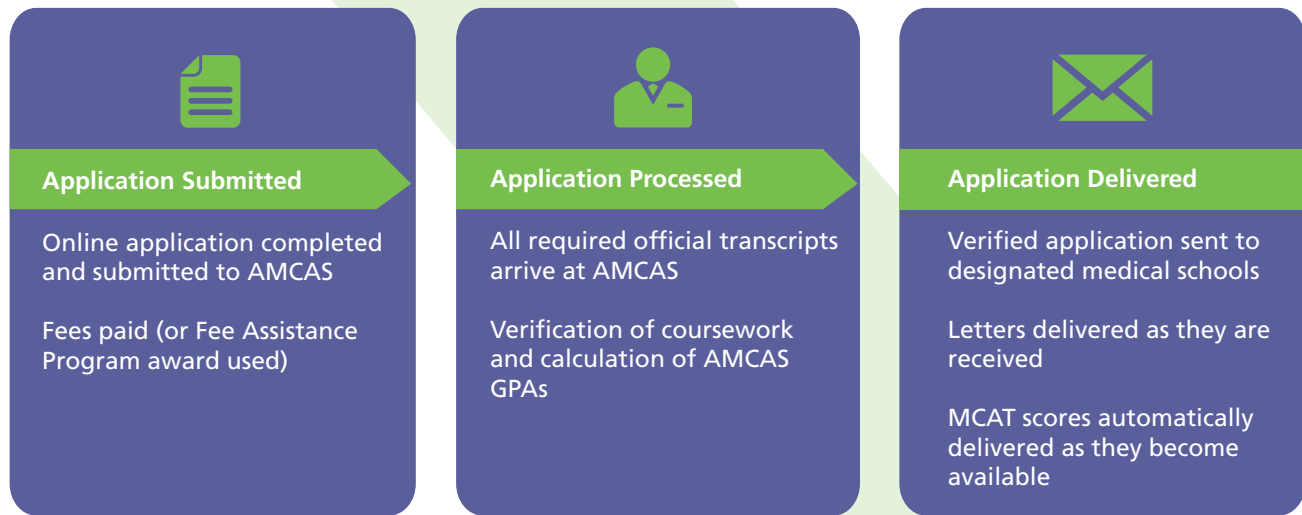 Application Submitted
Online application completed
and submitted to AMCAS
Fees paid (or Fee Assistance
Program award used)
Application Processed
All required official transcripts
arrive at AMCAS
Verification of coursework
and calculation of AMCAS
GPAs
Application Delivered
Verified application sent to
designated medical schools
Letters delivered as they are
received
MCAT scores automatically
delivered as they become
available